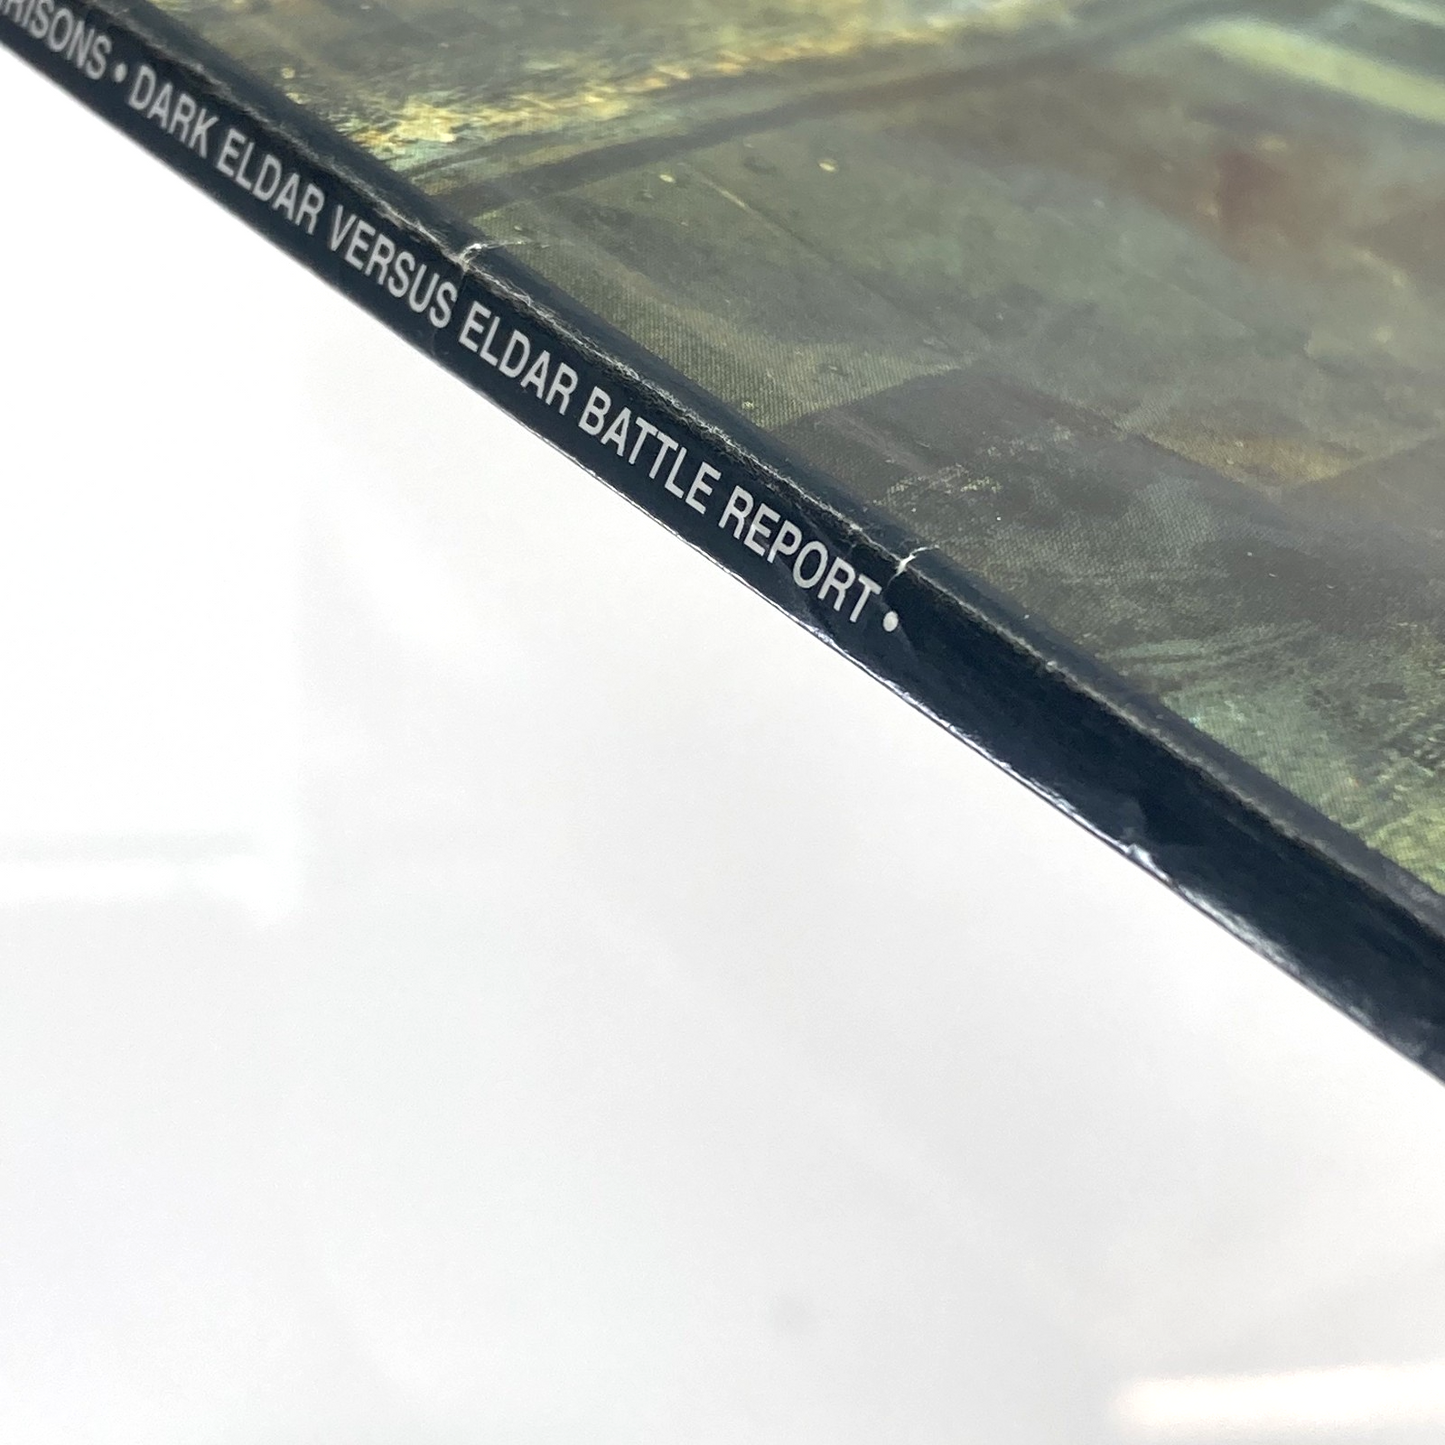 RISONS • DARK ELDAR VERSUS ELDAR BATTLE REPORT •